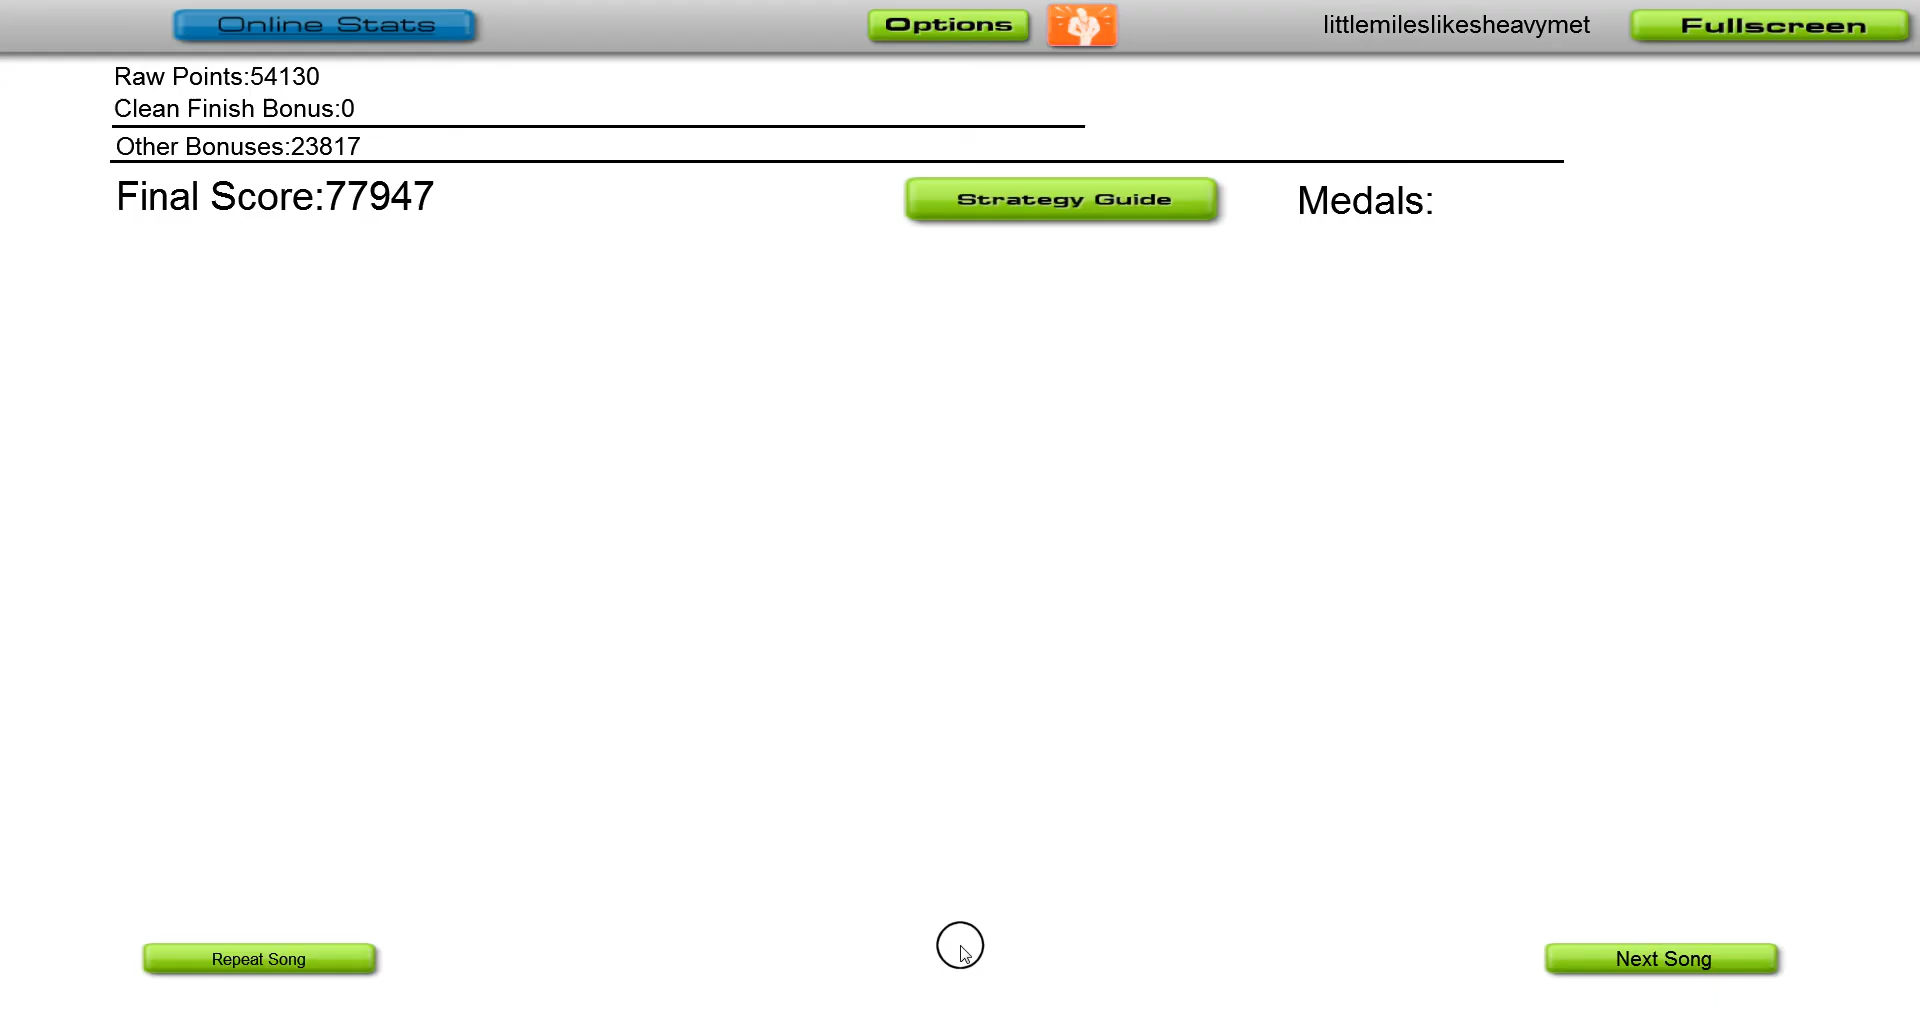 Online Stats
Options
littlemileslikesheavymet
Fullscreen
Raw Points:54130
Clean Finish Bonus:0
Other Bonuses:23817
Final Score:77947
Strategy Guide
Medals:
Repeat Song
Next Song